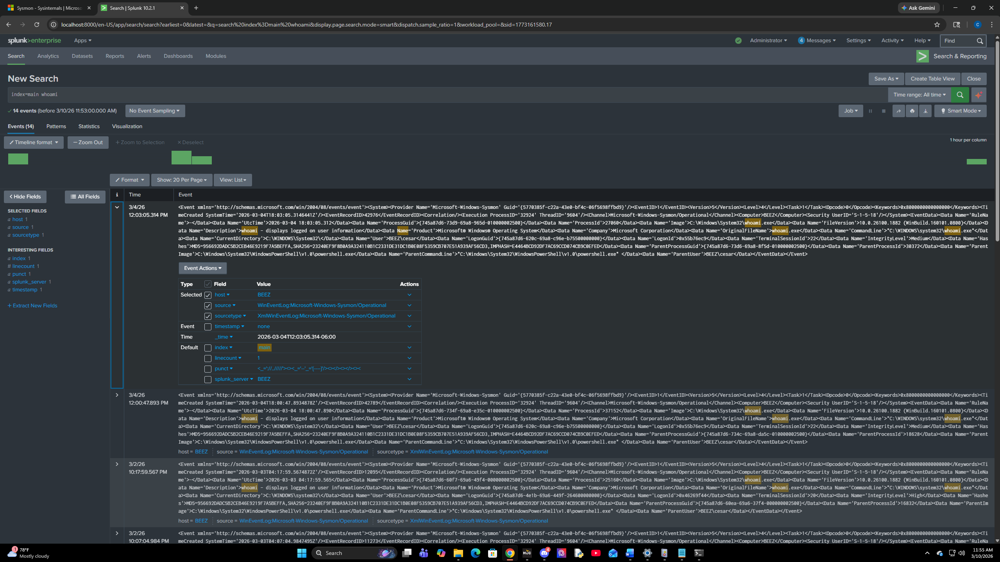 Sysmon - Sysinternals | Microso
Search | Splunk 10.2.1
Ask Gemini
localhost:8000/en-US/app/search/search?earliest=0&latest=&q=search%20index%3Dmain%20whoami&display.page.search.mode=smart&dispatch.sample_ratio=1&workload_pool=&sid=1773161580.17
C
splunk>enterprise Apps
Administrator 4 Messages Settings Activity Help Find
Search Analytics Datasets Reports Alerts Dashboards Modules
Search & Reporting
New Search
Save As Create Table View Close
index=main whoami
Time range: All time
14 events (before 3/10/26 11:53:00.000 AM) No Event Sampling
Job Smart Mode
Events (14) Patterns Statistics Visualization
Timeline format Zoom Out + Zoom to Selection × Deselect
1 hour per column
Format Show: 20 Per Page View: List
Hide Fields All Fields
i Time Event
SELECTED FIELDS
a host 1
a source 1
a sourcetype 1
INTERESTING FIELDS
a index 1
# linecount 1
a punct 1
a splunk_server 1
a timestamp 1
+ Extract New Fields
3/4/26
12:03:05.314 PM
<Event xmlns='http://schemas.microsoft.com/win/2004/08/events/event'><System><Provider Name='Microsoft-Windows-Sysmon' Guid='{5770385f-c22a-43e0-bf4c-06f5698ffbd9}'/><EventID>1</EventID><Version>5</Version><Level>4</Level><Task>1</Task><Opcode>0</Opcode><Keywords>0x8000000000000000</Keywords><Ti
meCreated SystemTime='2026-03-04T18:03:05.3146441Z'/><EventRecordID>42976</EventRecordID><Correlation/><Execution ProcessID='32924' ThreadID='9604'/><Channel>Microsoft-Windows-Sysmon/Operational</Channel><Computer>BEEZ</Computer><Security UserID='S-1-5-18'/></System><EventData><Data Name='RuleNa
me'>-</Data><Data Name='UtcTime'>2026-03-04 18:03:05.312</Data><Data Name='ProcessGuid'>{745a87d6-73d9-69a8-965d-010000002500}</Data><Data Name='ProcessId'>27060</Data><Data Name='Image'>C:\Windows\System32\whoami.exe</Data><Data Name='FileVersion'>10.0.26100.1882 (WinBuild.160101.0800)</Data><D
ata Name='Description'>whoami - displays logged on user information</Data><Data Name='Product'>Microsoft® Windows® Operating System</Data><Data Name='Company'>Microsoft Corporation</Data><Data Name='OriginalFileName'>whoami.exe</Data><Data Name='CommandLine'>"C:\WINDOWS\system32\whoami.exe"</Dat
a><Data Name='CurrentDirectory'>C:\WINDOWS\System32\</Data><Data Name='User'>BEEZ\cesar</Data><Data Name='LogonGuid'>{745a87d6-620c-69a8-c96e-b75500000000}</Data><Data Name='LogonId'>0x55b76ec9</Data><Data Name='TerminalSessionId'>22</Data><Data Name='IntegrityLevel'>Medium</Data><Data Name='Has
hes'>MD5=956692DADC5B2CEB46E9219F7A5BEFFA,SHA256=23240EF9F8B0A9A324110B1C2331DE31DC1B0E08F5359CB707E51A939AF56CD3,IMPHASH=E4464BCD92DF7AC69CCD074CB9C0EFED</Data><Data Name='ParentProcessGuid'>{745a87d6-73d6-69a8-8f5d-010000002500}</Data><Data Name='ParentProcessId'>30372</Data><Data Name='Parent
Image'>C:\Windows\System32\WindowsPowerShell\v1.0\powershell.exe</Data><Data Name='ParentCommandLine'>"C:\Windows\System32\WindowsPowerShell\v1.0\powershell.exe" </Data><Data Name='ParentUser'>BEEZ\cesar</Data></EventData></Event>
Event Actions
Type Field Value Actions
Selected host BEEZ
source WinEventLog:Microsoft-Windows-Sysmon/Operational
sourcetype XmlWinEventLog:Microsoft-Windows-Sysmon/Operational
Event timestamp none
Time _time 2026-03-04T12:03:05.314-06:00
Default index main
linecount 1
punct <_='://../////'><><_='--'_='{----}'/><></><></><><
splunk_server BEEZ
3/4/26
12:00:47.893 PM
<Event xmlns='http://schemas.microsoft.com/win/2004/08/events/event'><System><Provider Name='Microsoft-Windows-Sysmon' Guid='{5770385f-c22a-43e0-bf4c-06f5698ffbd9}'/><EventID>1</EventID><Version>5</Version><Level>4</Level><Task>1</Task><Opcode>0</Opcode><Keywords>0x8000000000000000</Keywords><Ti
meCreated SystemTime='2026-03-04T18:00:47.8934878Z'/><EventRecordID>42789</EventRecordID><Correlation/><Execution ProcessID='32924' ThreadID='9604'/><Channel>Microsoft-Windows-Sysmon/Operational</Channel><Computer>BEEZ</Computer><Security UserID='S-1-5-18'/></System><EventData><Data Name='RuleNa
me'>-</Data><Data Name='UtcTime'>2026-03-04 18:00:47.890</Data><Data Name='ProcessGuid'>{745a87d6-734f-69a8-e35c-010000002500}</Data><Data Name='ProcessId'>37152</Data><Data Name='Image'>C:\Windows\System32\whoami.exe</Data><Data Name='FileVersion'>10.0.26100.1882 (WinBuild.160101.0800)</Data><D
ata Name='Description'>whoami - displays logged on user information</Data><Data Name='Product'>Microsoft® Windows® Operating System</Data><Data Name='Company'>Microsoft Corporation</Data><Data Name='OriginalFileName'>whoami.exe</Data><Data Name='CommandLine'>"C:\WINDOWS\system32\whoami.exe"</Dat
a><Data Name='CurrentDirectory'>C:\WINDOWS\System32\</Data><Data Name='User'>BEEZ\cesar</Data><Data Name='LogonGuid'>{745a87d6-620c-69a8-c96e-b75500000000}</Data><Data Name='LogonId'>0x55b76ec9</Data><Data Name='TerminalSessionId'>22</Data><Data Name='IntegrityLevel'>Medium</Data><Data Name='Has
hes'>MD5=956692DADC5B2CEB46E9219F7A5BEFFA,SHA256=23240EF9F8B0A9A324110B1C2331DE31DC1B0E08F5359CB707E51A939AF56CD3,IMPHASH=E4464BCD92DF7AC69CCD074CB9C0EFED</Data><Data Name='ParentProcessGuid'>{745a87d6-734c-69a8-da5c-010000002500}</Data><Data Name='ParentProcessId'>18628</Data><Data Name='Parent
Image'>C:\Windows\System32\WindowsPowerShell\v1.0\powershell.exe</Data><Data Name='ParentCommandLine'>"C:\Windows\System32\WindowsPowerShell\v1.0\powershell.exe" </Data><Data Name='ParentUser'>BEEZ\cesar</Data></EventData></Event>
host = BEEZ source = WinEventLog:Microsoft-Windows-Sysmon/Operational sourcetype = XmlWinEventLog:Microsoft-Windows-Sysmon/Operational
3/2/26
10:17:59.567 PM
<Event xmlns='http://schemas.microsoft.com/win/2004/08/events/event'><System><Provider Name='Microsoft-Windows-Sysmon' Guid='{5770385f-c22a-43e0-bf4c-06f5698ffbd9}'/><EventID>1</EventID><Version>5</Version><Level>4</Level><Task>1</Task><Opcode>0</Opcode><Keywords>0x8000000000000000</Keywords><Ti
meCreated SystemTime='2026-03-03T04:17:59.5674872Z'/><EventRecordID>12095</EventRecordID><Correlation/><Execution ProcessID='32924' ThreadID='9604'/><Channel>Microsoft-Windows-Sysmon/Operational</Channel><Computer>BEEZ</Computer><Security UserID='S-1-5-18'/></System><EventData><Data Name='RuleNa
me'>-</Data><Data Name='UtcTime'>2026-03-03 04:17:59.565</Data><Data Name='ProcessGuid'>{745a87d6-60f7-69a6-49f4-000000002500}</Data><Data Name='ProcessId'>25160</Data><Data Name='Image'>C:\Windows\System32\whoami.exe</Data><Data Name='FileVersion'>10.0.26100.1882 (WinBuild.160101.0800)</Data><D
ata Name='Description'>whoami - displays logged on user information</Data><Data Name='Product'>Microsoft® Windows® Operating System</Data><Data Name='Company'>Microsoft Corporation</Data><Data Name='OriginalFileName'>whoami.exe</Data><Data Name='CommandLine'>"C:\WINDOWS\system32\whoami.exe"</Dat
a><Data Name='CurrentDirectory'>C:\WINDOWS\system32\</Data><Data Name='User'>BEEZ\cesar</Data><Data Name='LogonGuid'>{745a87d6-4e1b-69a6-449f-264600000000}</Data><Data Name='LogonId'>0x46269f44</Data><Data Name='TerminalSessionId'>20</Data><Data Name='IntegrityLevel'>High</Data><Data Name='Hashe
s'>MD5=956692DADC5B2CEB46E9219F7A5BEFFA,SHA256=23240EF9F8B0A9A324110B1C2331DE31DC1B0E08F5359CB707E51A939AF56CD3,IMPHASH=E4464BCD92DF7AC69CCD074CB9C0EFED</Data><Data Name='ParentProcessGuid'>{745a87d6-60ea-69a6-37f4-000000002500}</Data><Data Name='ParentProcessId'>16832</Data><Data Name='ParentIm
age'>C:\Windows\System32\WindowsPowerShell\v1.0\powershell.exe</Data><Data Name='ParentCommandLine'>"C:\Windows\System32\WindowsPowerShell\v1.0\powershell.exe" </Data><Data Name='ParentUser'>BEEZ\cesar</Data></EventData></Event>
host = BEEZ source = WinEventLog:Microsoft-Windows-Sysmon/Operational sourcetype = XmlWinEventLog:Microsoft-Windows-Sysmon/Operational
3/2/26
10:07:04.984 PM
<Event xmlns='http://schemas.microsoft.com/win/2004/08/events/event'><System><Provider Name='Microsoft-Windows-Sysmon' Guid='{5770385f-c22a-43e0-bf4c-06f5698ffbd9}'/><EventID>1</EventID><Version>5</Version><Level>4</Level><Task>1</Task><Opcode>0</Opcode><Keywords>0x8000000000000000</Keywords><Ti
meCreated SystemTime='2026-03-03T04:07:04.9847495Z'/><EventRecordID>11273</EventRecordID><Correlation/><Execution ProcessID='32924' ThreadID='9604'/><Channel>Microsoft-Windows-Sysmon/Operational</Channel><Computer>BEEZ</Computer><Security UserID='S-1-5-18'/></System><EventData><Data Name='RuleNa
1
78°F
Mostly cloudy
Search
4
11:55 AM
3/10/2026